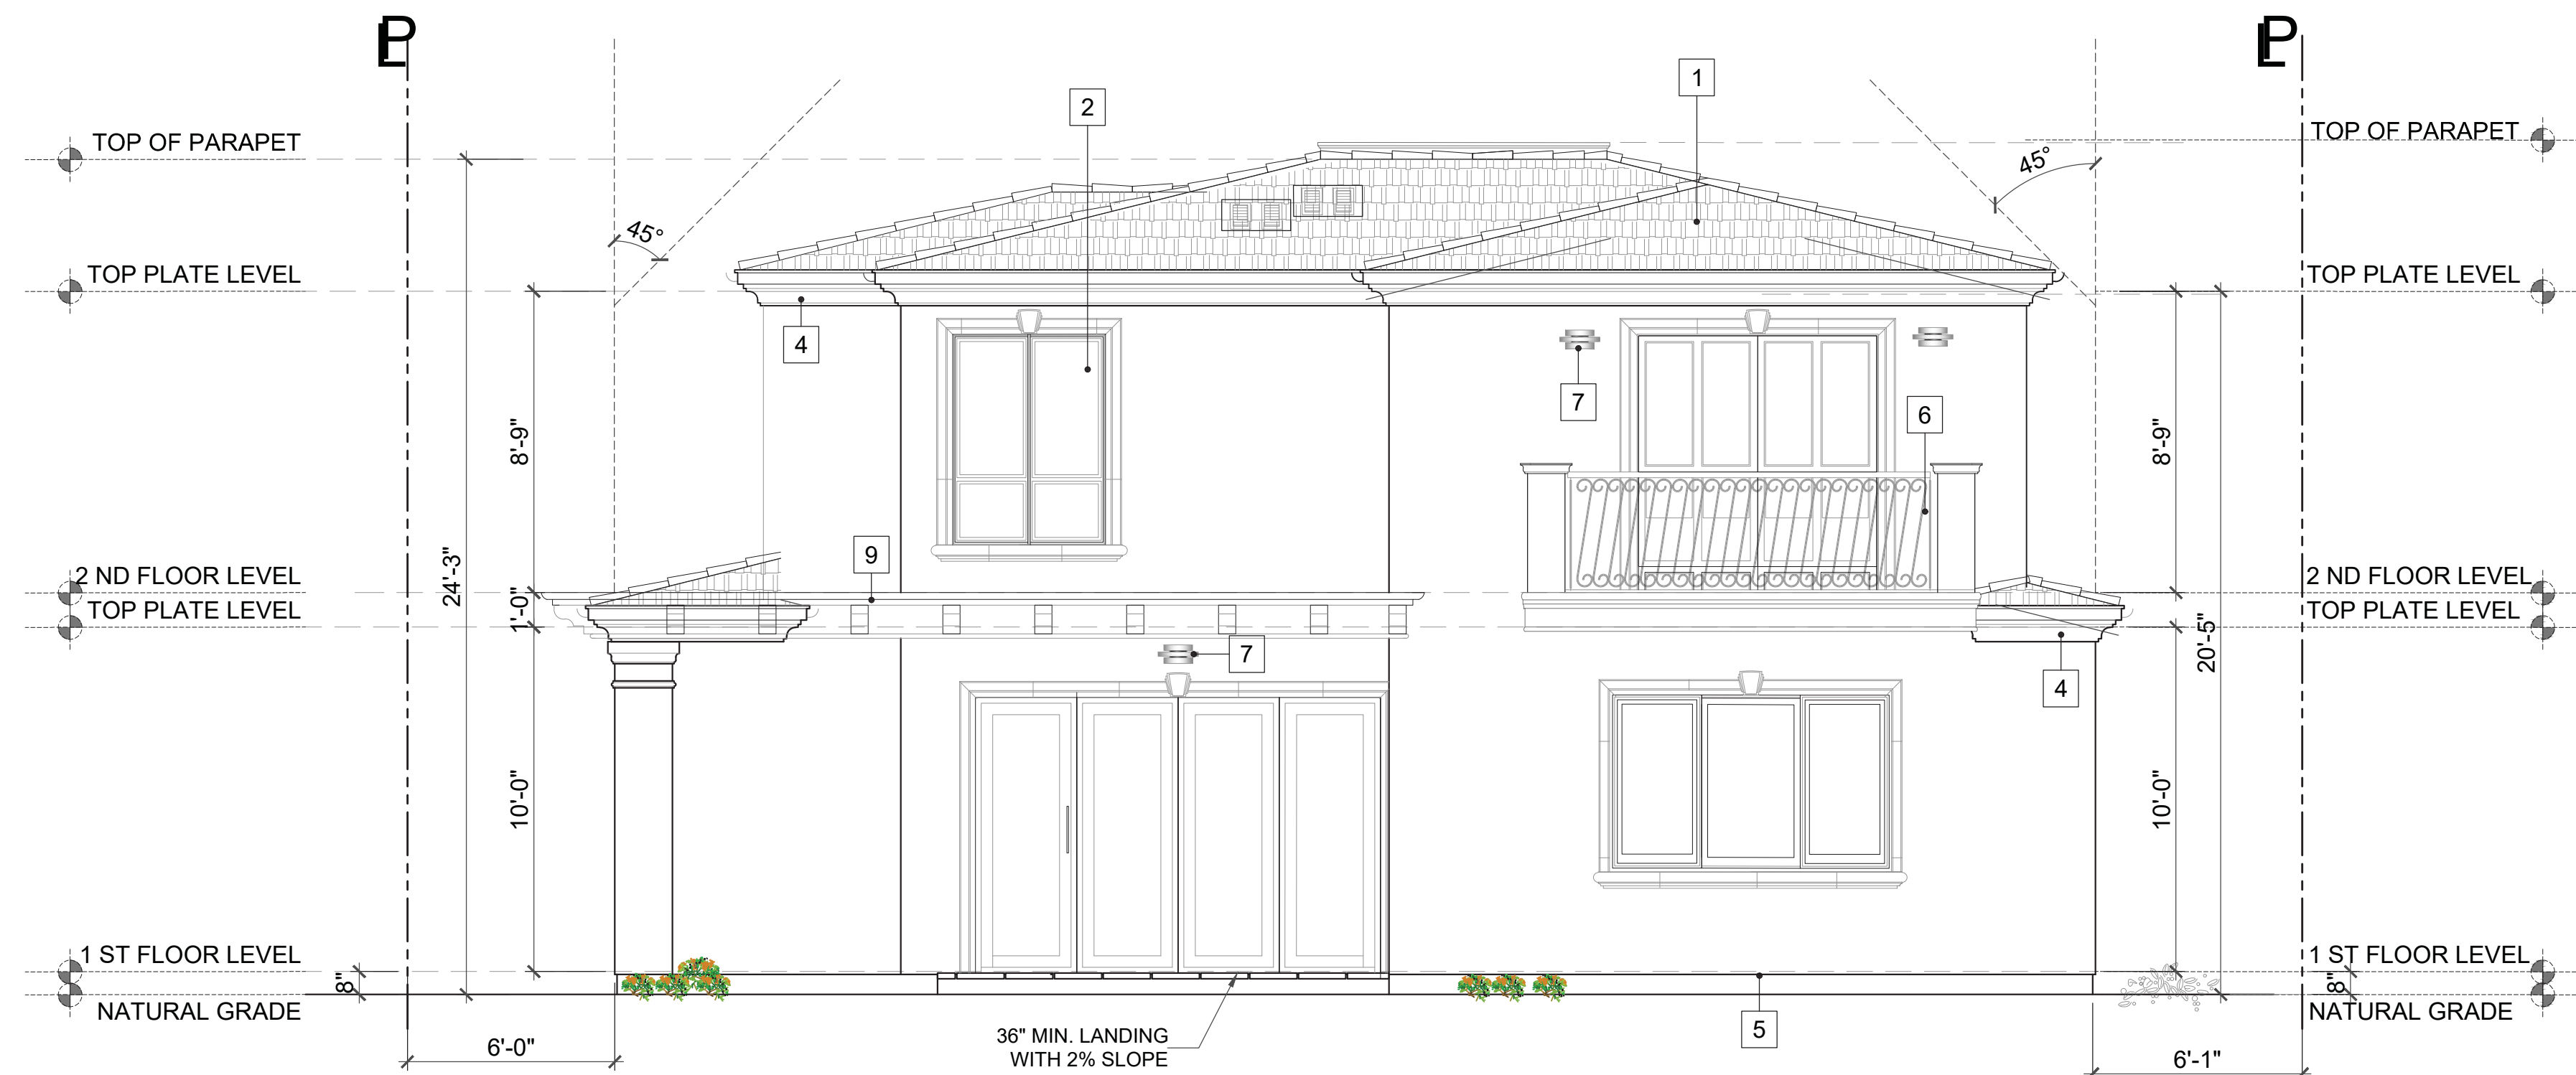 PL
PL
1
2
TOP OF PARAPET
TOP OF PARAPET
45°
45°
TOP PLATE LEVEL
TOP PLATE LEVEL
4
7
6
8'-9"
8'-9"
9
24'-3"
2 ND FLOOR LEVEL
2 ND FLOOR LEVEL
1'-0"
TOP PLATE LEVEL
TOP PLATE LEVEL
20'-5"
7
4
10'-0"
10'-0"
1 ST FLOOR LEVEL
1 ST FLOOR LEVEL
8"
8"
NATURAL GRADE
NATURAL GRADE
5
36" MIN. LANDING
WITH 2% SLOPE
6'-0"
6'-1"